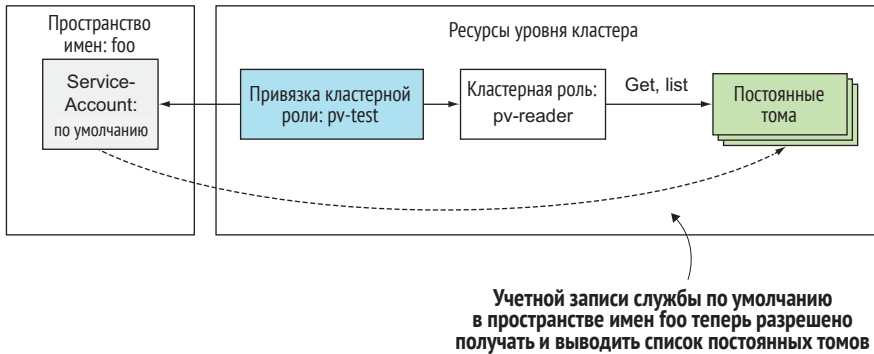 Пространство
имен: foo
Ресурсы уровня кластера
Service-
Account:
по умолчанию
Привязка кластерной
роли: pv-test
Кластерная роль:
pv-reader
Get, list
Постоянные
тома
Учетной записи службы по умолчанию
в пространстве имен foo теперь разрешено
получать и выводить список постоянных томов